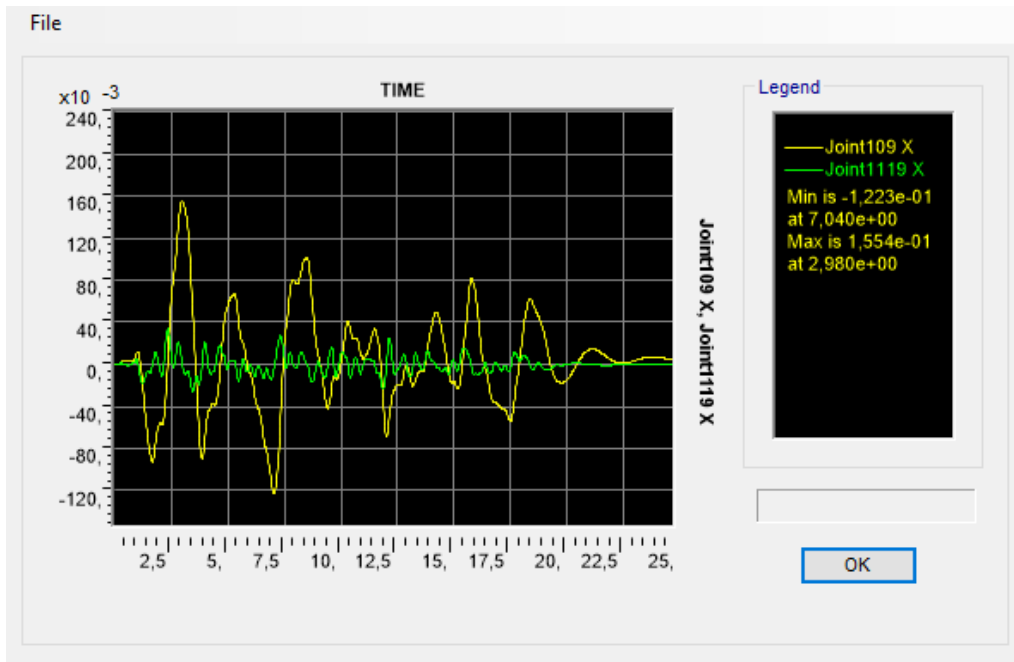 File
TIME
x10 -3
240,
200,
160,
120,
80,
40,
0,
-40,
-80,
-120,
2,5 5, 7,5 10, 12,5 15, 17,5 20, 22,5 25,
Joint109 X, Joint1119 X
Legend
Joint109 X
Joint1119 X
Min is -1,223e-01
at 7,040e+00
Max is 1,554e-01
at 2,980e+00
OK